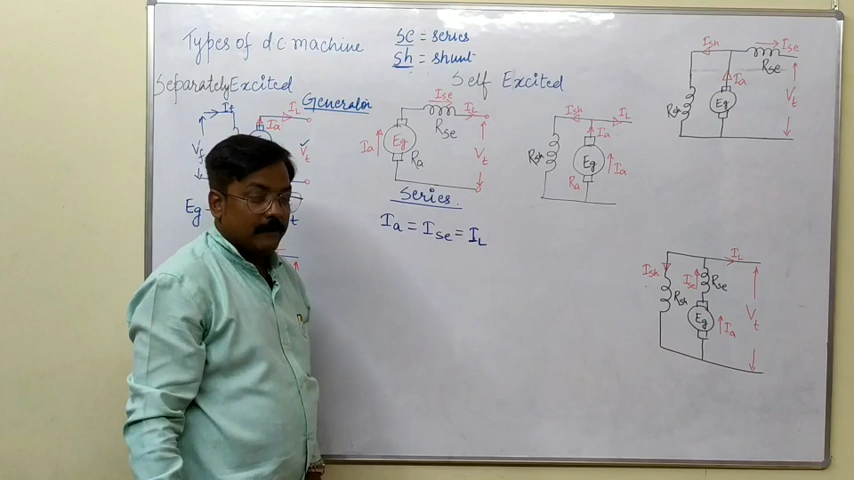 Types of d.c machine
Se = series
sh = shunt
Separately Excited
Self Excited
Generator
If
Ia
IL
Vf
Vt
Eg
t
Ise
IL
Rse
Ia
Eg
Ra
Vt
Series
Ia = Ise = IL
Ish
IL
Ia
Rsh
Eg
Ia
Ra
Ish
Ise
Rse
Ia
Rsh
Eg
Vt
IL
Ish
Ise
Rse
Rsh
Eg
Ia
Vt